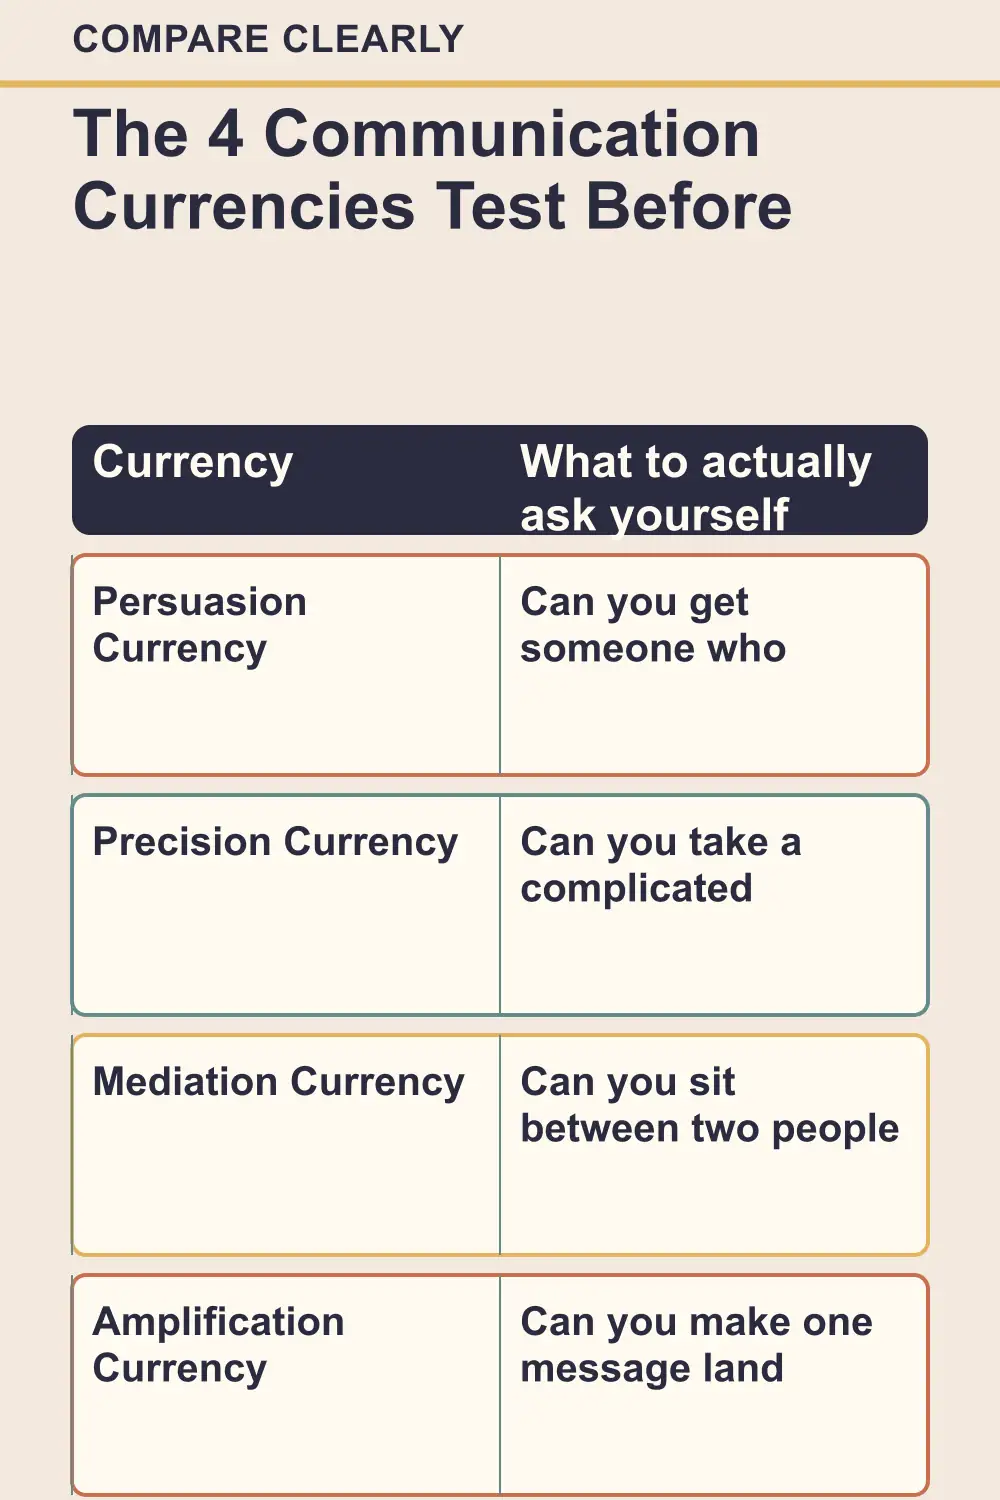 COMPARE CLEARLY
The 4 Communication
Currencies Test Before
Currency
What to actually
ask yourself
Persuasion
Currency
Can you get
someone who
Precision Currency
Can you take a
complicated
Mediation Currency
Can you sit
between two people
Amplification
Currency
Can you make one
message land